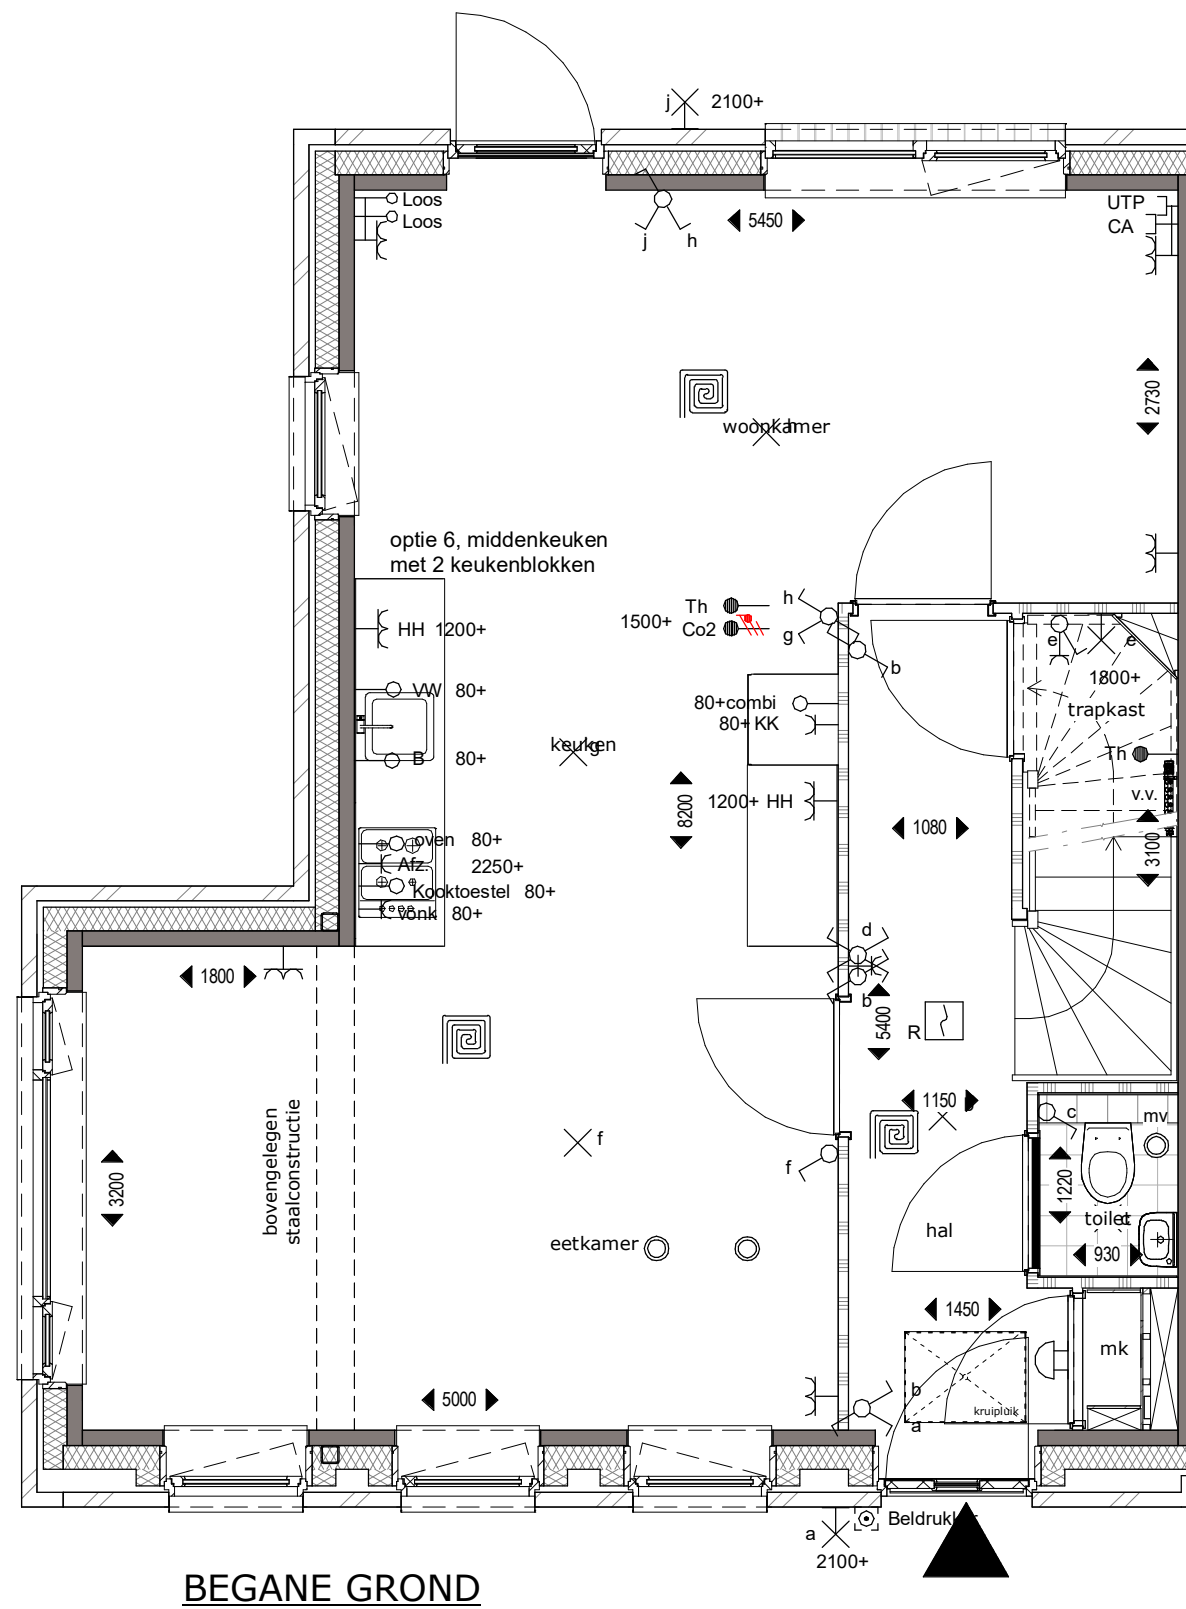 j 2100+
Loos
Loos
j h
5450
UTP
CA
2730
woonkamer
h
optie 6, middenkeuken
met 2 keukenblokken
HH 1200+
Th
1500+ Co2
h
g
b
e e
1800+
trapkast
VW 80+
80+combi
80+ KK
keuken
g
B 80+
Th
v.v.
1200+ HH
8200
1080
3100
oven 80+
Afz. 2250+
Kooktoestel 80+
vonk 80+
d
b
1800
5400
R
1150
c
mv
bovengelegen
staalconstructie
f
f
3200
1220
toilet
c
hal
eetkamer
930
1450
mk
5000
b
a
kruipluik
Beldrukker
a
2100+
BEGANE GROND